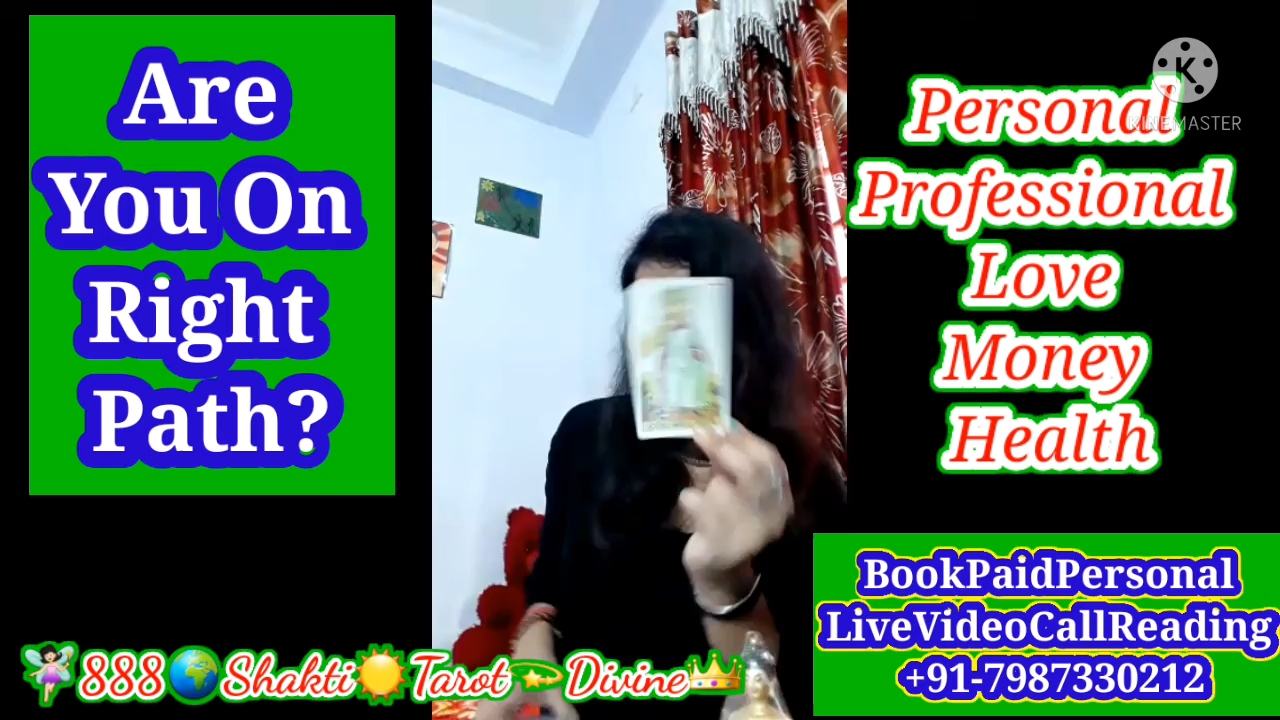 Are
You On
Right
Path?
Personal
Professional
Love
Money
Health
KINEMASTER
BookPaidPersonal
LiveVideoCallReading
+91-7987330212
🧚🏻‍♀️888🌍Shakti☀️Tarot💫Divine👑